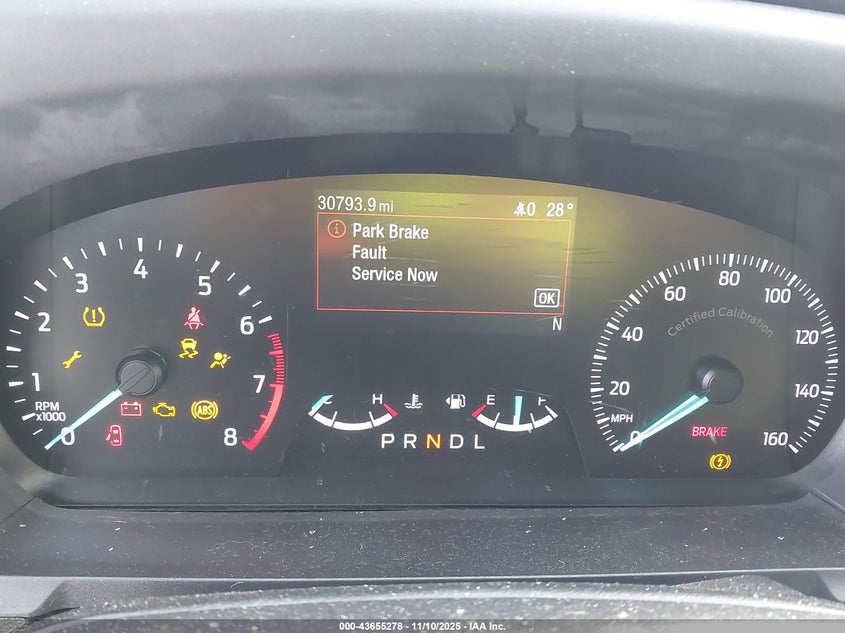 30793.9 mi
0 28°
Park Brake
Fault
Service Now
OK
N
0
1
2
3
4
5
6
7
8
RPM
x1000
ABS
H
E
F
PRNDL
0
20
40
60
80
100
120
140
160
MPH
Certified Calibration
BRAKE
000-43655278 - 11/10/2025 - IAA Inc.